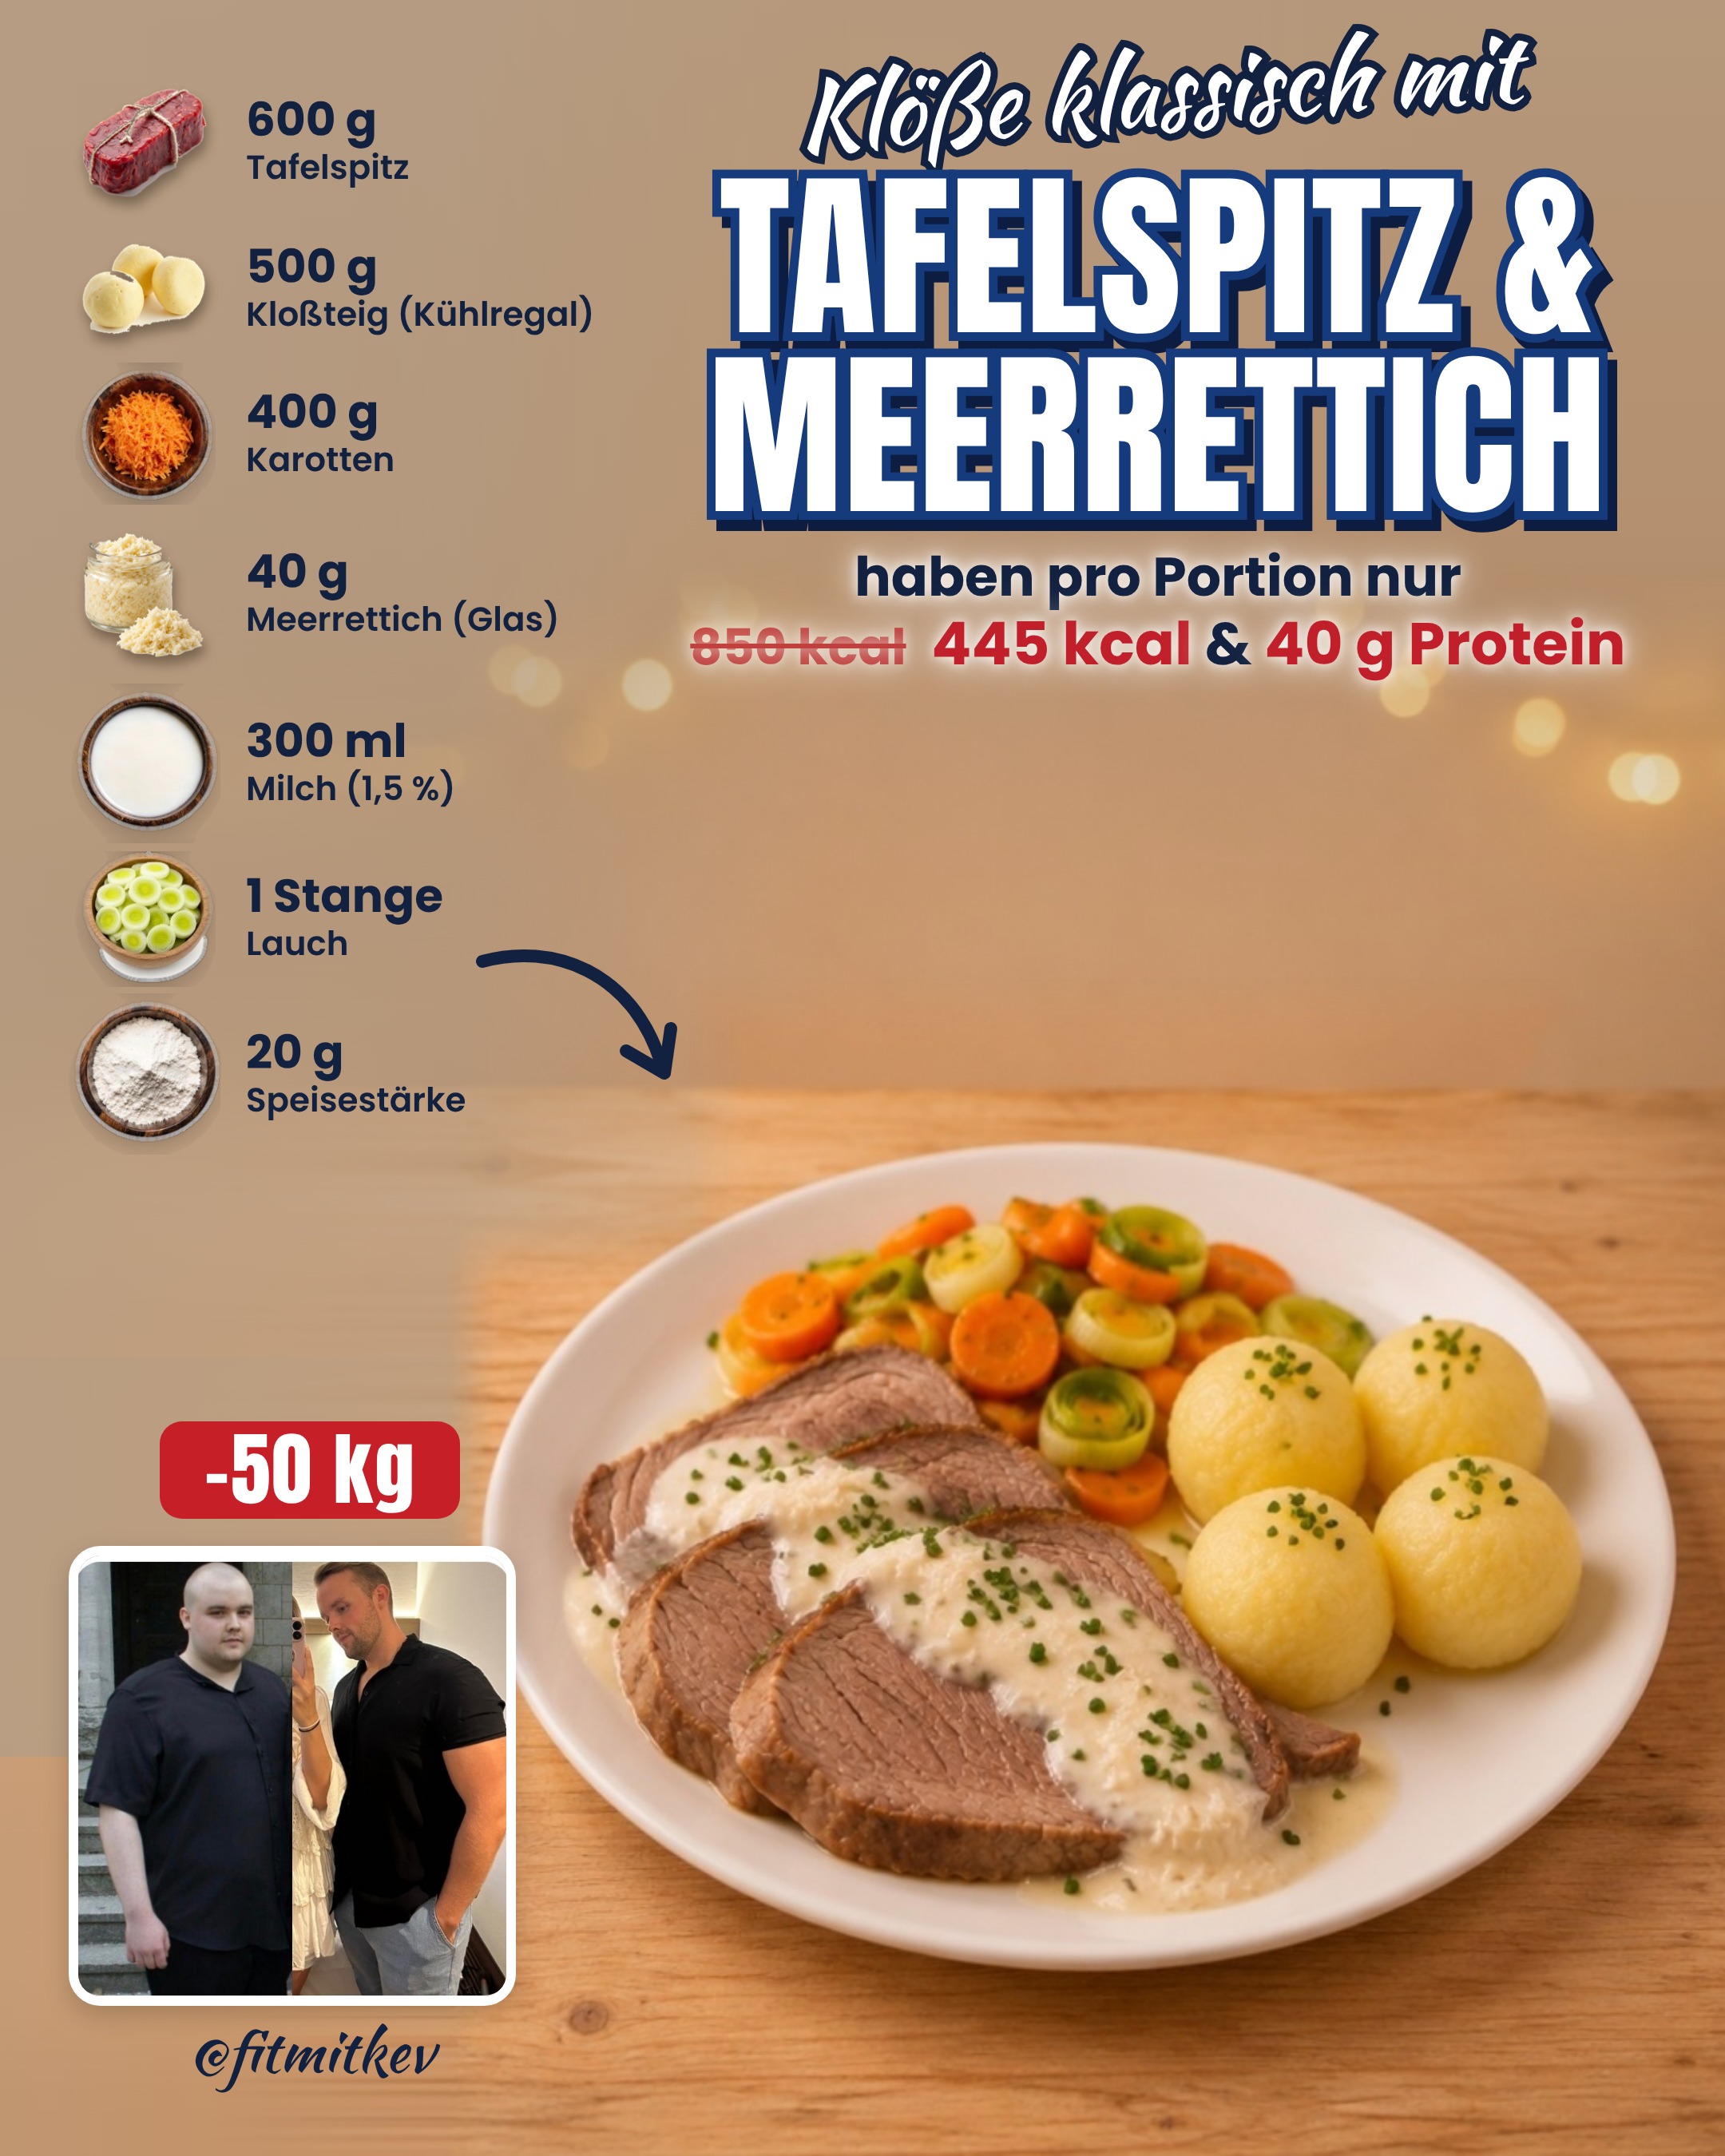 Klöße klassisch mit
TAFELSPITZ &
MEERRETTICH
haben pro Portion nur
850 kcal 445 kcal & 40 g Protein
600 g
Tafelspitz
500 g
Kloßteig (Kühlregal)
400 g
Karotten
40 g
Meerrettich (Glas)
300 ml
Milch (1,5 %)
1 Stange
Lauch
20 g
Speisestärke
-50 kg
@fitmitkev